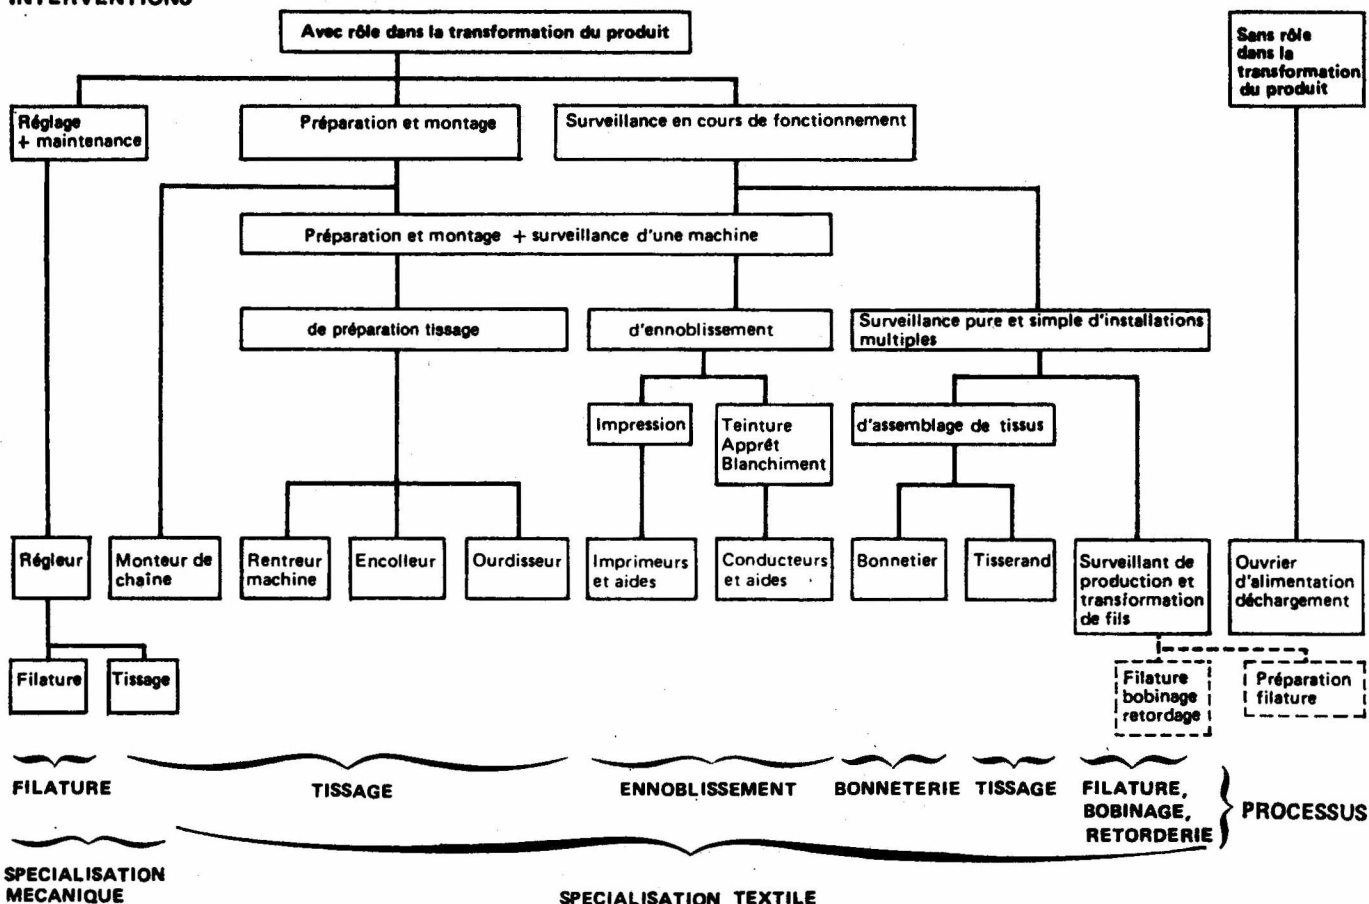 INTERVENTIONS
Avec rôle dans la transformation du produit
Sans rôle
dans la
transformation
du produit
Réglage
+ maintenance
Préparation et montage
Surveillance en cours de fonctionnement
Préparation et montage + surveillance d'une machine
de préparation tissage
d'ennoblissement
Surveillance pure et simple d'installations
multiples
Impression
Teinture
Apprêt
Blanchiment
d'assemblage de tissus
Régleur
Monteur de
chaîne
Rentreur
machine
Encolleur
Ourdisseur
Imprimeurs
et aides
Conducteurs
et aides
Bonnetier
Tisserand
Surveillant de
production et
transformation
de fils
Ouvrier
d'alimentation
déchargement
Filature
Tissage
Filature
bobinage
retordage
Préparation
filature
FILATURE
TISSAGE
ENNOBLISSEMENT
BONNETERIE
TISSAGE
FILATURE,
BOBINAGE,
RETORDERIE
PROCESSUS
SPECIALISATION
MECANIQUE
SPECIALISATION TEXTILE